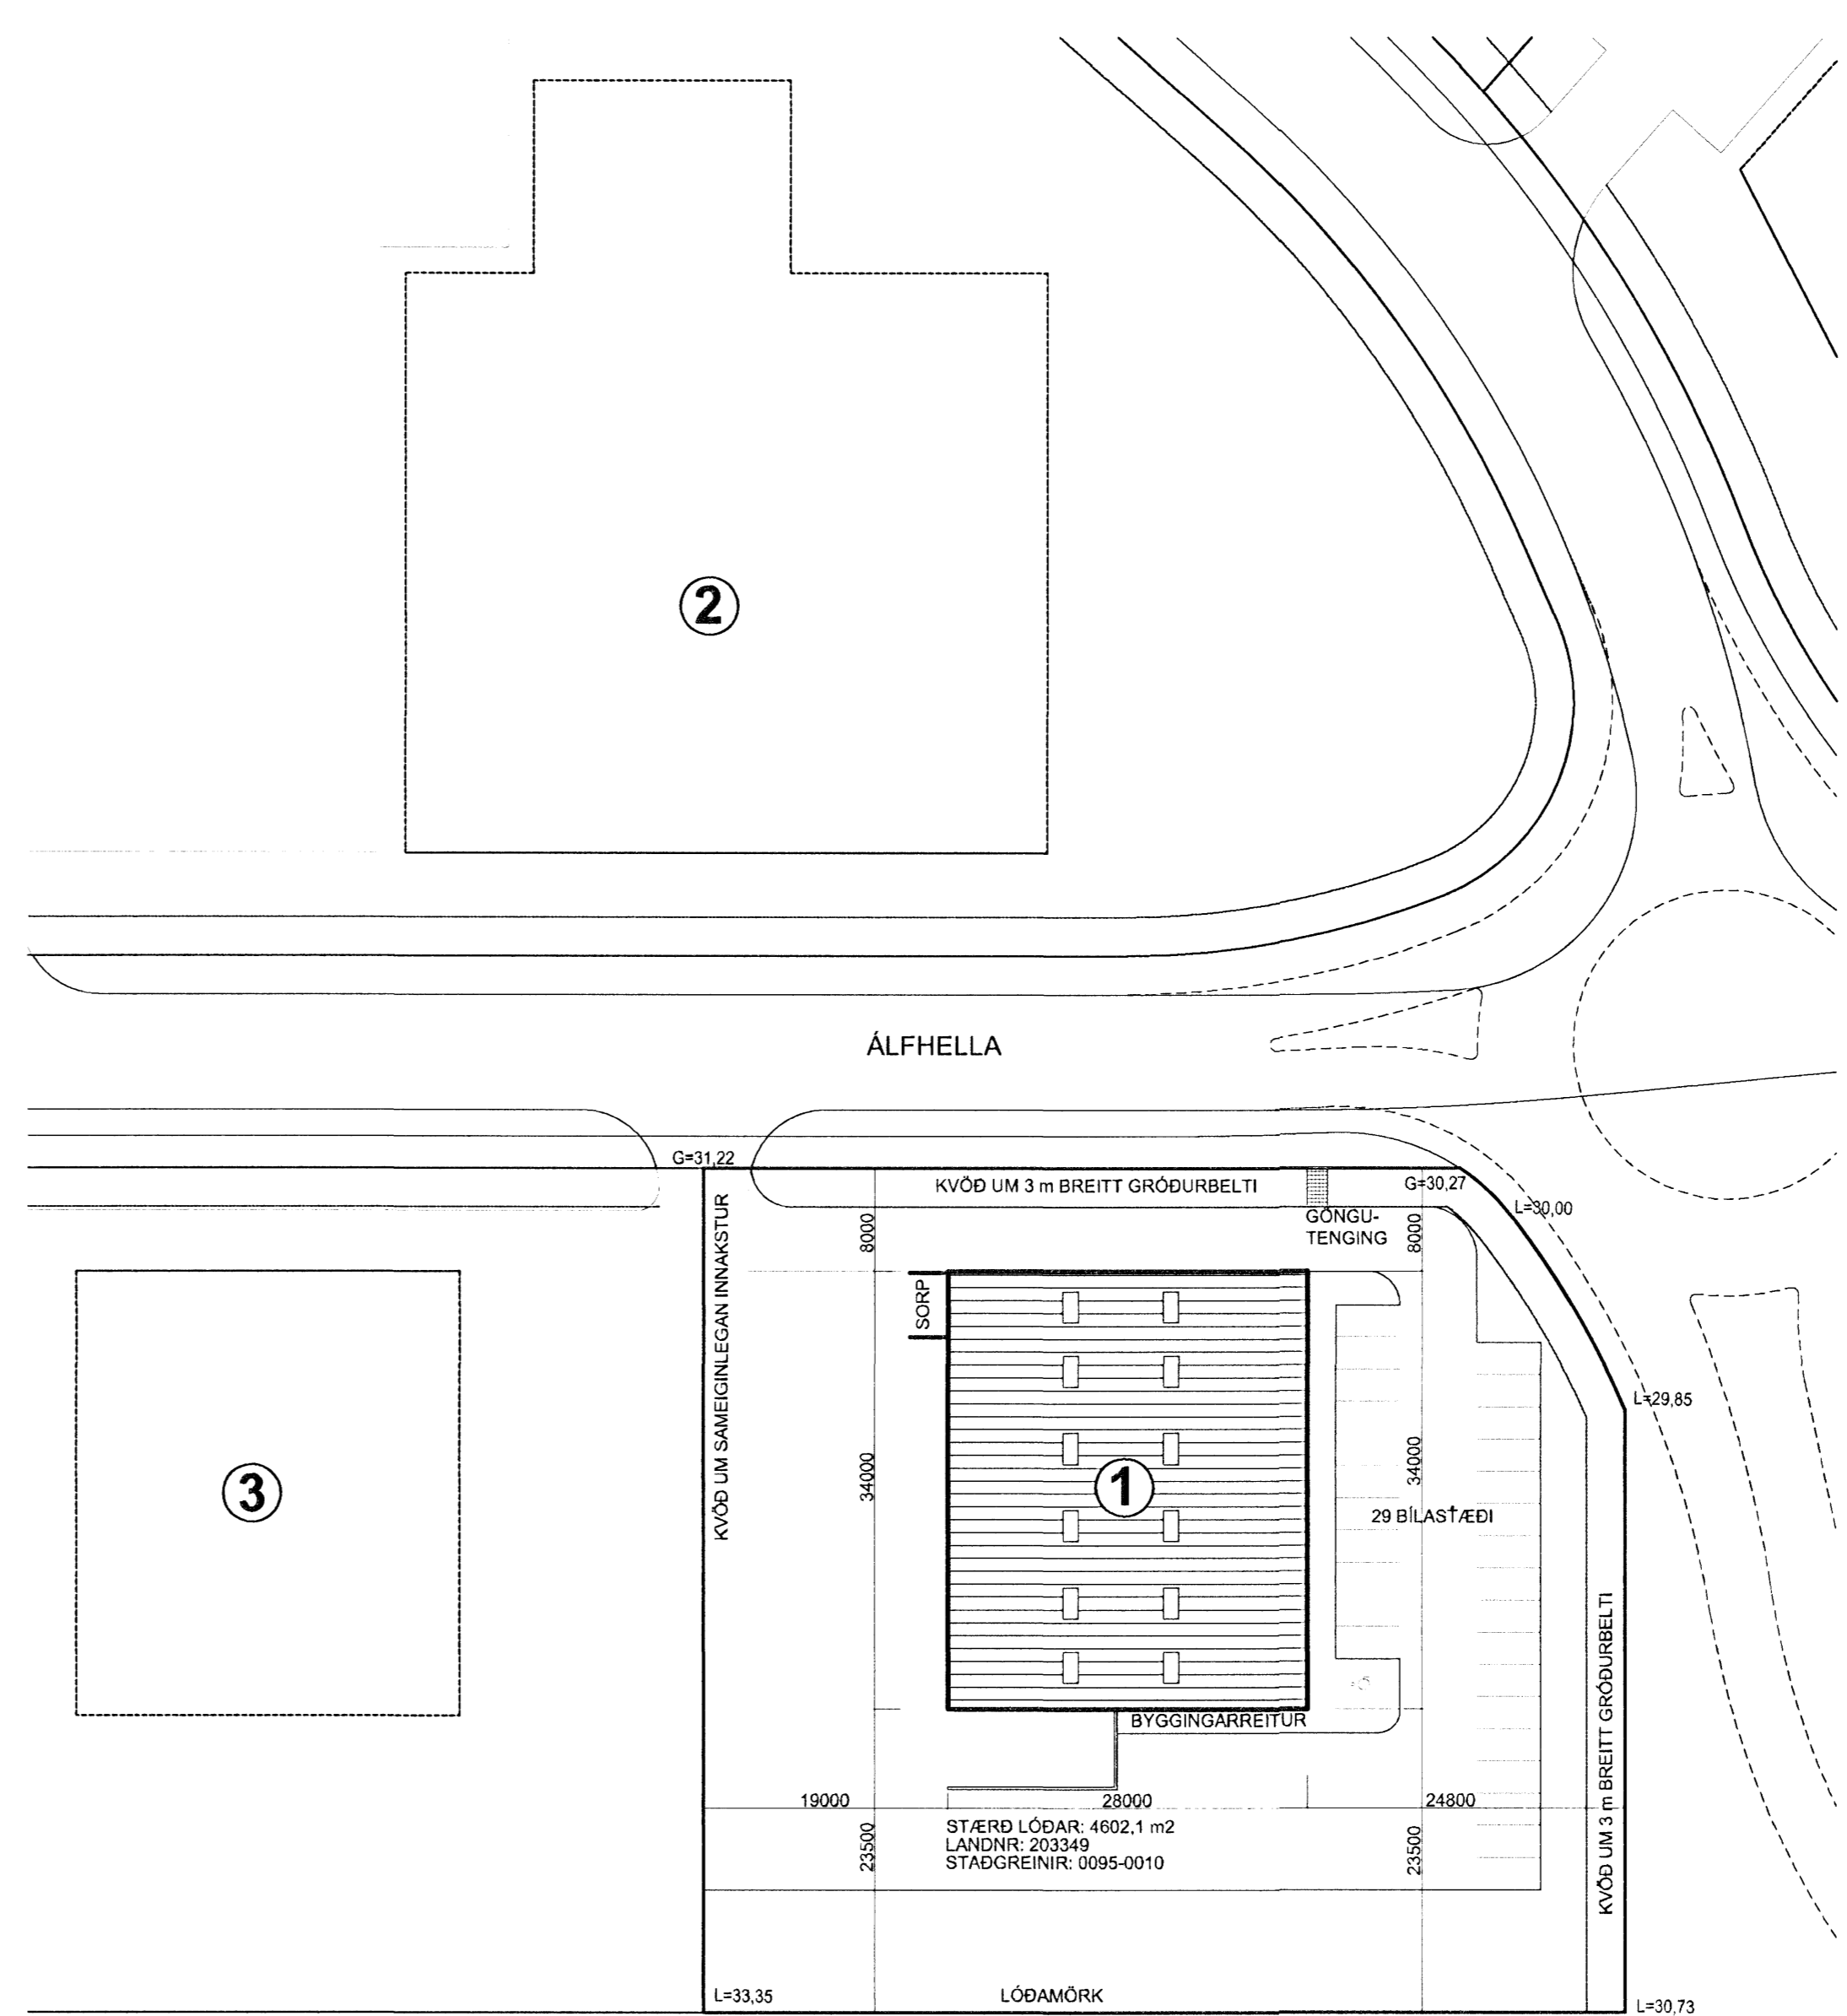 2
ÁLFHELLA
G=31,22
KVÖÐ UM 3 m BREITT GRÓÐURBELTI
G=30,27
L=30,00
GÖNGU-
TENGING
KVÖÐ UM SAMEIGINLEGAN INNAKSTUR
8000
8000
SORP
L=29,85
3
34000
1
34000
29 BÍLASTÆÐI
KVÖÐ UM 3 m BREITT GRÓÐURBELTI
BYGGINGARREITUR
19000
28000
24800
STÆRÐ LÓÐAR: 4602,1 m2
LANDNR: 203349
STAÐGREINIR: 0095-0010
23500
23500
L=33,35
LÓÐAMÖRK
L=30,73